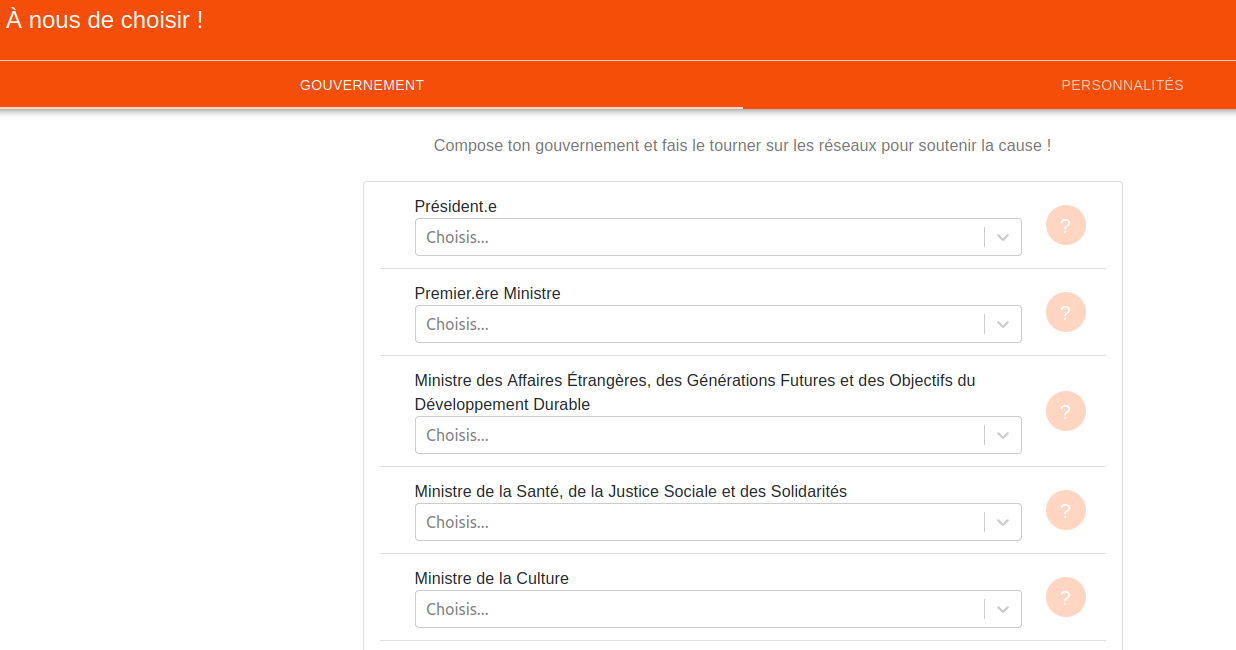 À nous de choisir !
GOUVERNEMENT
PERSONNALITÉS
Compose ton gouvernement et fais le tourner sur les réseaux pour soutenir la cause !
Président.e
Choisis...
?
Premier.ère Ministre
Choisis...
?
Ministre des Affaires Étrangères, des Générations Futures et des Objectifs du
Développement Durable
Choisis...
?
Ministre de la Santé, de la Justice Sociale et des Solidarités
Choisis...
?
Ministre de la Culture
Choisis...
?